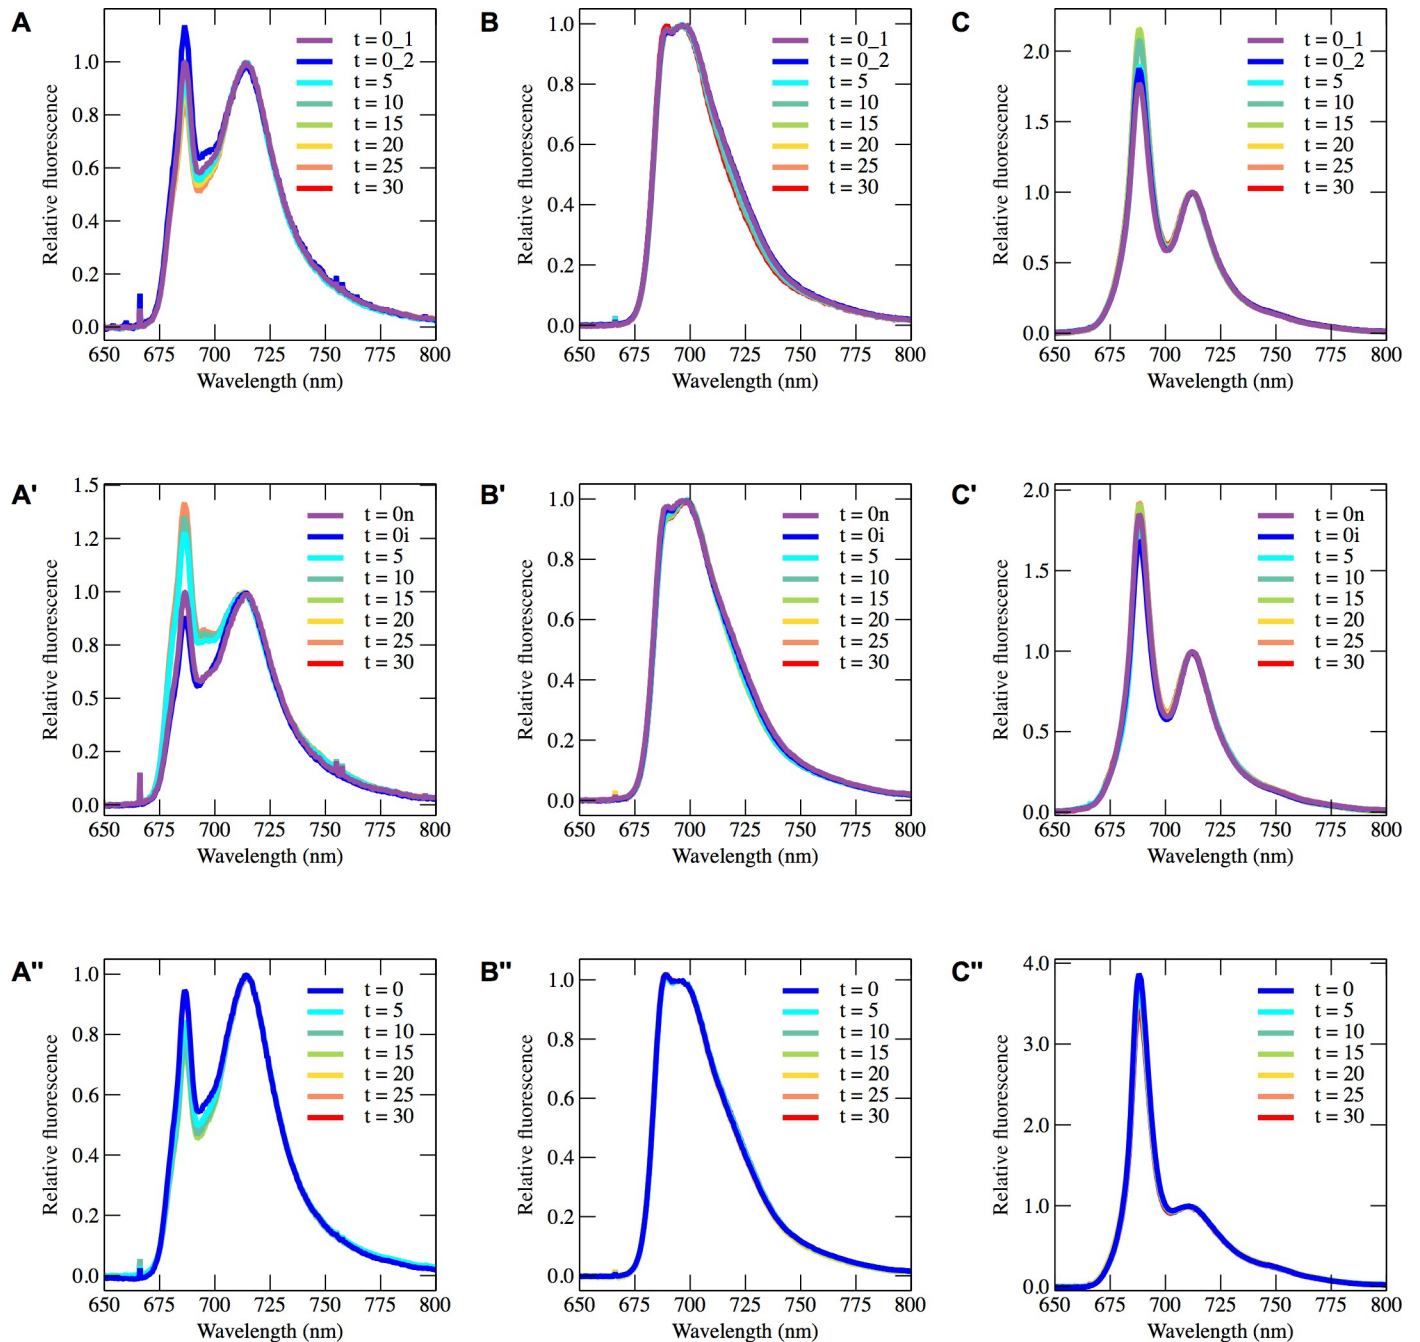 A
Relative fluorescence
1.0
0.8
0.6
0.4
0.2
0.0
t = 0_1
t = 0_2
t = 5
t = 10
t = 15
t = 20
t = 25
t = 30
650 675 700 725 750 775 800
Wavelength (nm)
B
Relative fluorescence
1.0
0.8
0.6
0.4
0.2
0.0
t = 0_1
t = 0_2
t = 5
t = 10
t = 15
t = 20
t = 25
t = 30
650 675 700 725 750 775 800
Wavelength (nm)
C
Relative fluorescence
2.0
1.5
1.0
0.5
0.0
t = 0_1
t = 0_2
t = 5
t = 10
t = 15
t = 20
t = 25
t = 30
650 675 700 725 750 775 800
Wavelength (nm)
A'
Relative fluorescence
1.5
1.2
1.0
0.8
0.5
0.2
0.0
t = 0n
t = 0i
t = 5
t = 10
t = 15
t = 20
t = 25
t = 30
650 675 700 725 750 775 800
Wavelength (nm)
B'
Relative fluorescence
1.0
0.8
0.6
0.4
0.2
0.0
t = 0n
t = 0i
t = 5
t = 10
t = 15
t = 20
t = 25
t = 30
650 675 700 725 750 775 800
Wavelength (nm)
C'
Relative fluorescence
2.0
1.5
1.0
0.5
0.0
t = 0n
t = 0i
t = 5
t = 10
t = 15
t = 20
t = 25
t = 30
650 675 700 725 750 775 800
Wavelength (nm)
A''
Relative fluorescence
1.0
0.8
0.6
0.4
0.2
0.0
t = 0
t = 5
t = 10
t = 15
t = 20
t = 25
t = 30
650 675 700 725 750 775 800
Wavelength (nm)
B''
Relative fluorescence
1.0
0.8
0.6
0.4
0.2
0.0
t = 0
t = 5
t = 10
t = 15
t = 20
t = 25
t = 30
650 675 700 725 750 775 800
Wavelength (nm)
C''
Relative fluorescence
4.0
3.0
2.0
1.0
0.0
t = 0
t = 5
t = 10
t = 15
t = 20
t = 25
t = 30
650 675 700 725 750 775 800
Wavelength (nm)